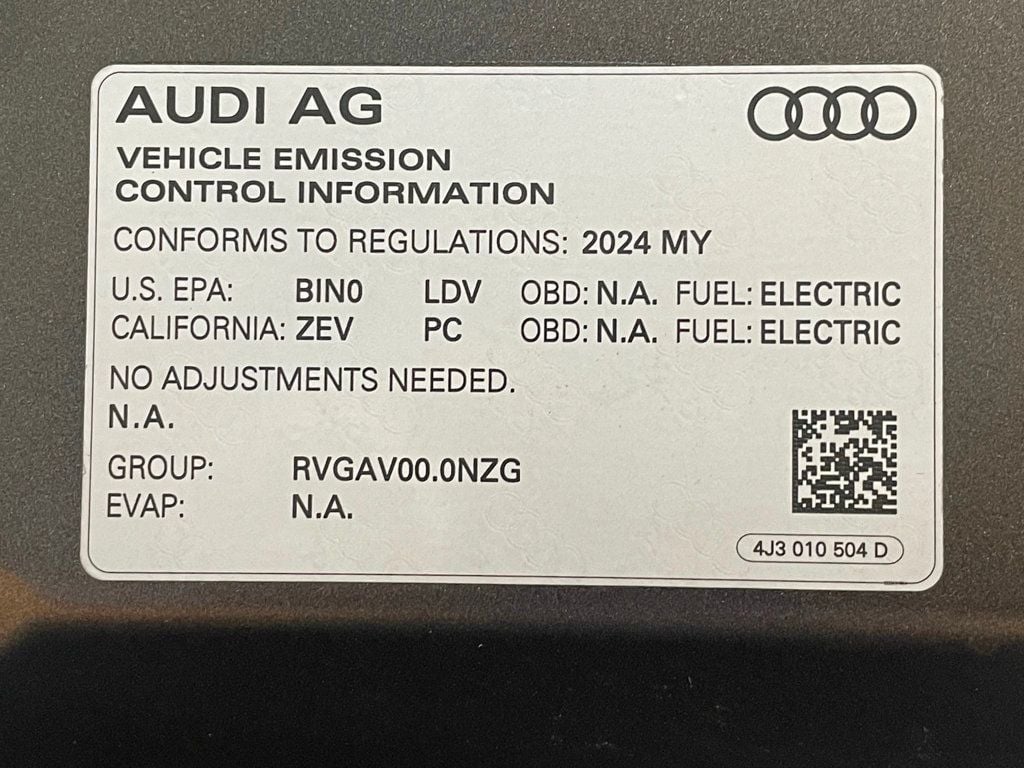 AUDI AG
VEHICLE EMISSION
CONTROL INFORMATION
CONFORMS TO REGULATIONS: 2024 MY
U.S. EPA: BIN0 LDV OBD: N.A. FUEL: ELECTRIC
CALIFORNIA: ZEV PC OBD: N.A. FUEL: ELECTRIC
NO ADJUSTMENTS NEEDED.
N.A.
GROUP: RVGAV00.0NZG
EVAP: N.A.
4J3 010 504 D